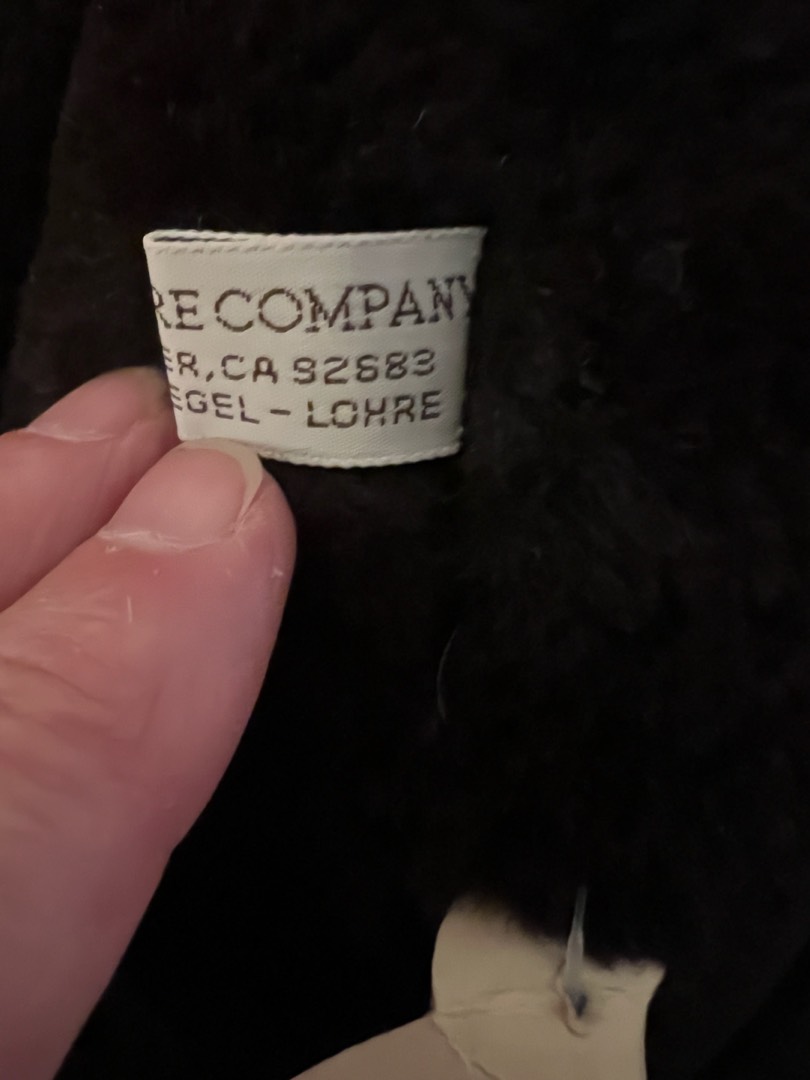 RE COMPANY
ER, CA 92683
EGEL - LOHRE